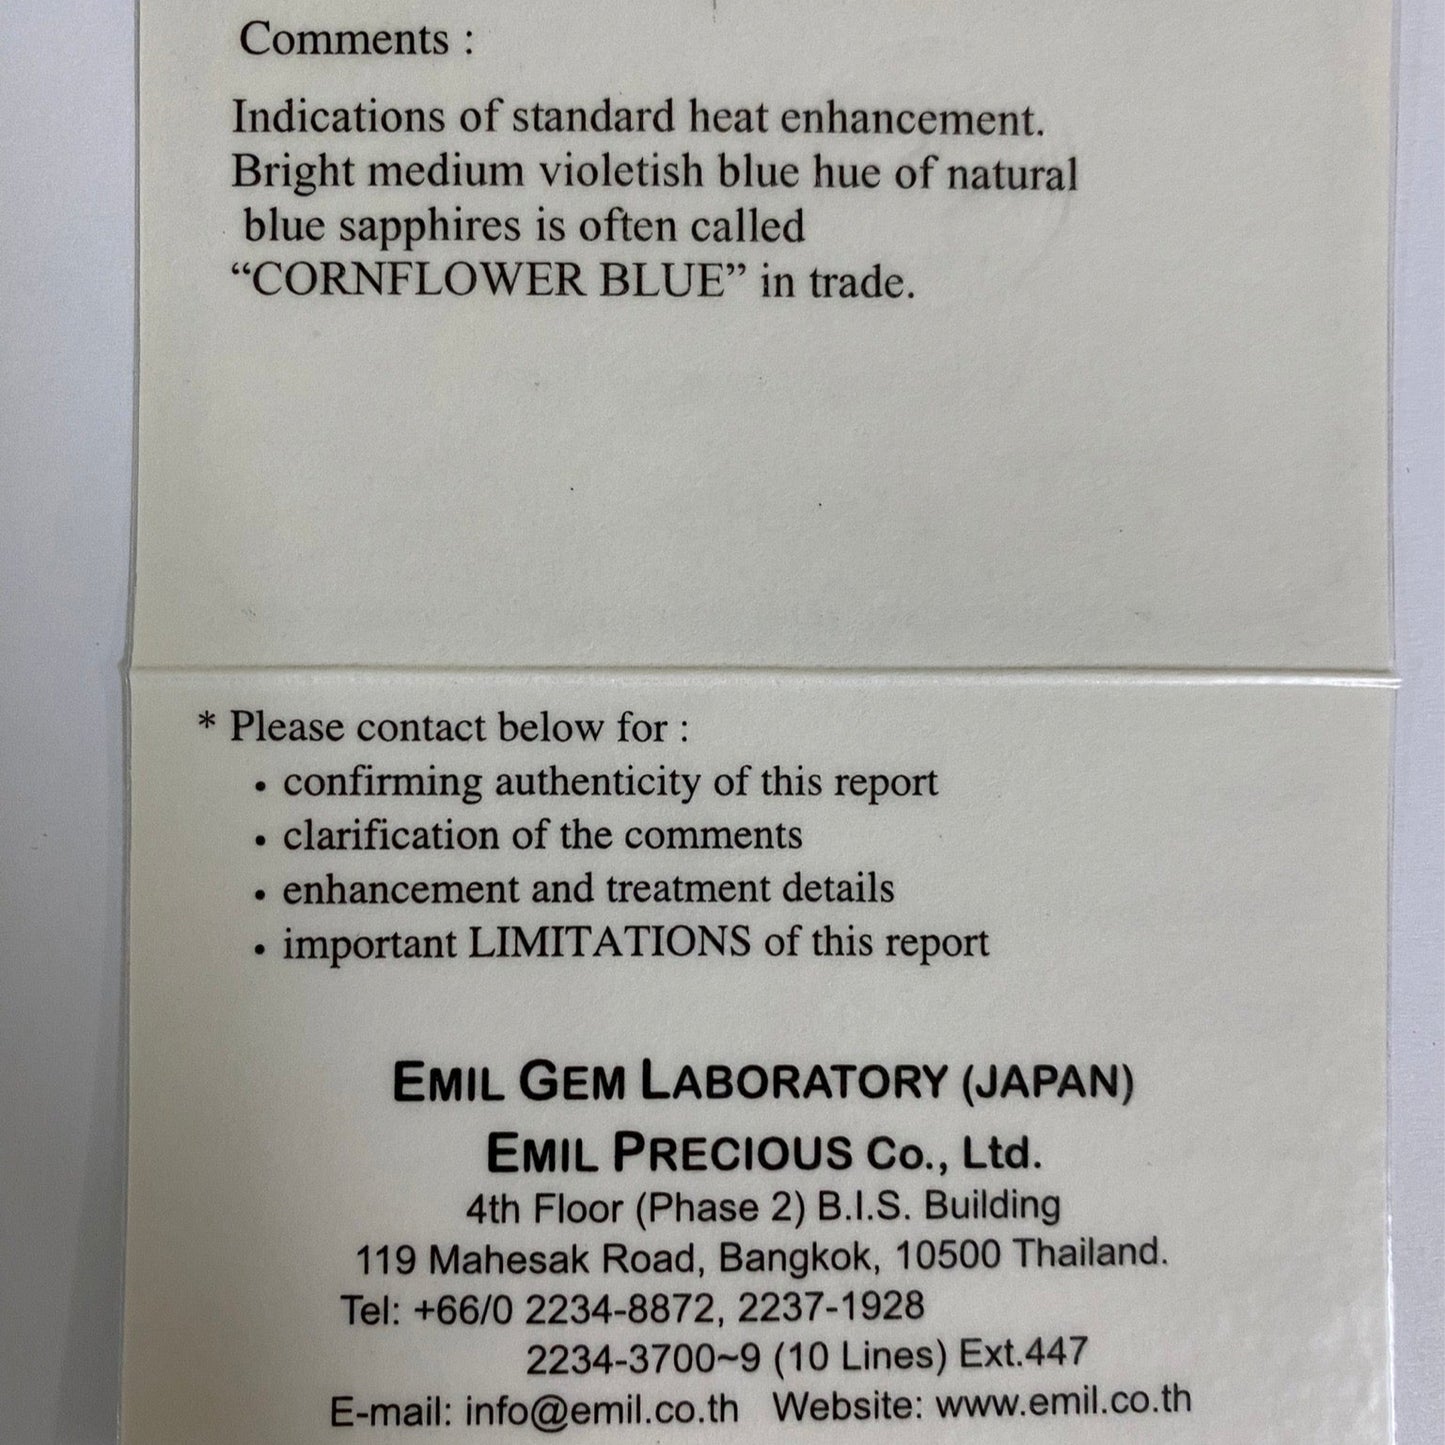 Comments :
Indications of standard heat enhancement.
Bright medium violetish blue hue of natural
blue sapphires is often called
“CORNFLOWER BLUE” in trade.
* Please contact below for :
• confirming authenticity of this report
• clarification of the comments
• enhancement and treatment details
• important LIMITATIONS of this report
EMIL GEM LABORATORY (JAPAN)
EMIL PRECIOUS Co., Ltd.
4th Floor (Phase 2) B.I.S. Building
119 Mahesak Road, Bangkok, 10500 Thailand.
Tel: +66/0 2234-8872, 2237-1928
2234-3700~9 (10 Lines) Ext.447
E-mail: info@emil.co.th Website: www.emil.co.th